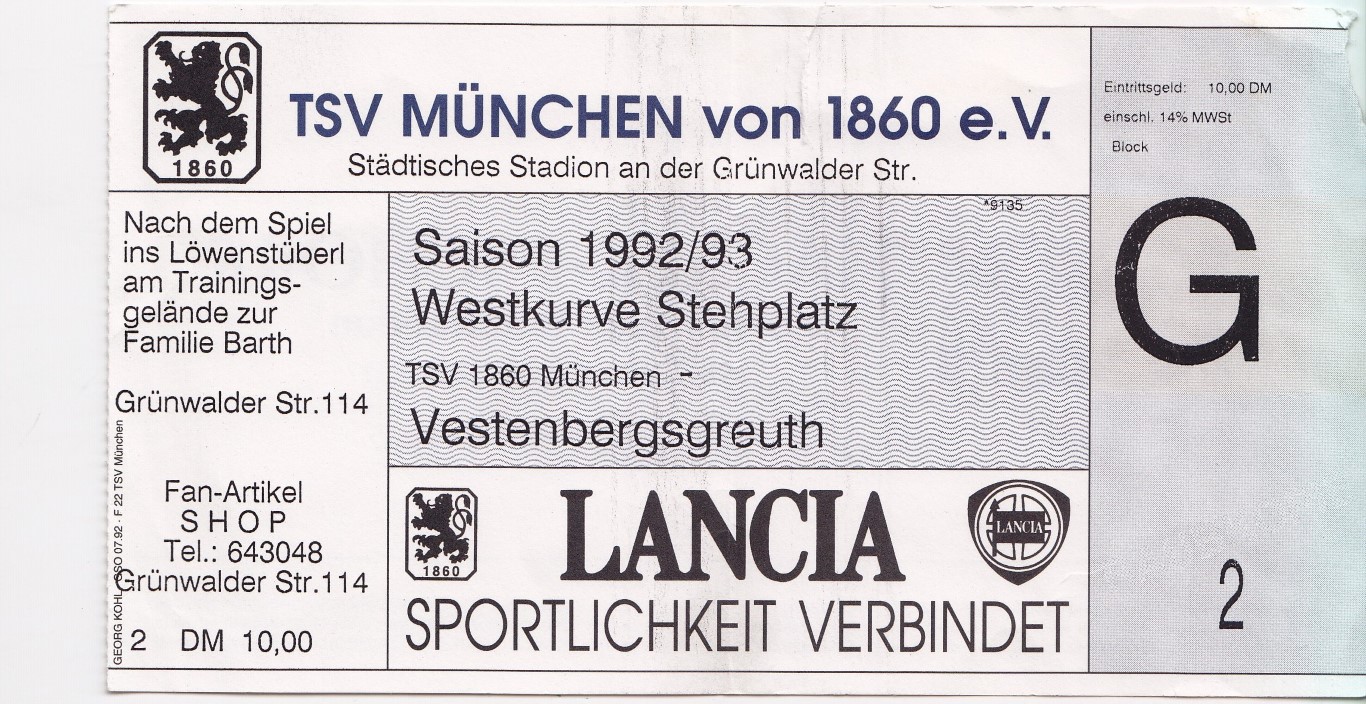 1860
TSV MÜNCHEN von 1860 e.V.
Städtisches Stadion an der Grünwalder Str.
Nach dem Spiel
ins Löwenstüberl
am Trainings-
gelände zur
Familie Barth
Grünwalder Str.114
Fan-Artikel
SHOP
Tel.: 643048
Grünwalder Str.114
2 DM 10,00
GEORG KOHL · 07.92 · F 22 TSV München
^9135
Saison 1992/93
Westkurve Stehplatz
TSV 1860 München -
Vestenbergsgreuth
1860
LANCIA
LANCIA
SPORTLICHKEIT VERBINDET
Eintrittsgeld: 10,00 DM
einschl. 14% MWSt
Block
G
2